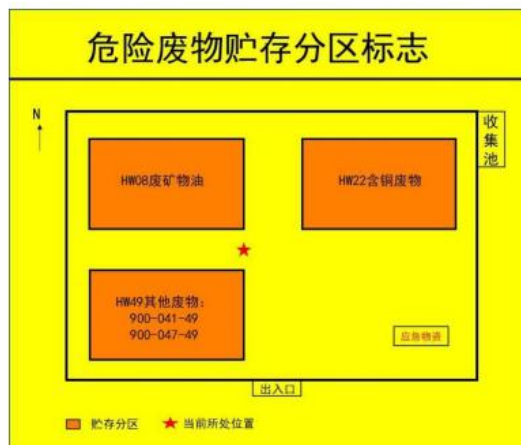 危险废物贮存分区标志
N
收集池
HW08废矿物油
HW22含铜废物
HW49其他废物：
900-041-49
900-047-49
应急物资
出入口
贮存分区
当前所处位置